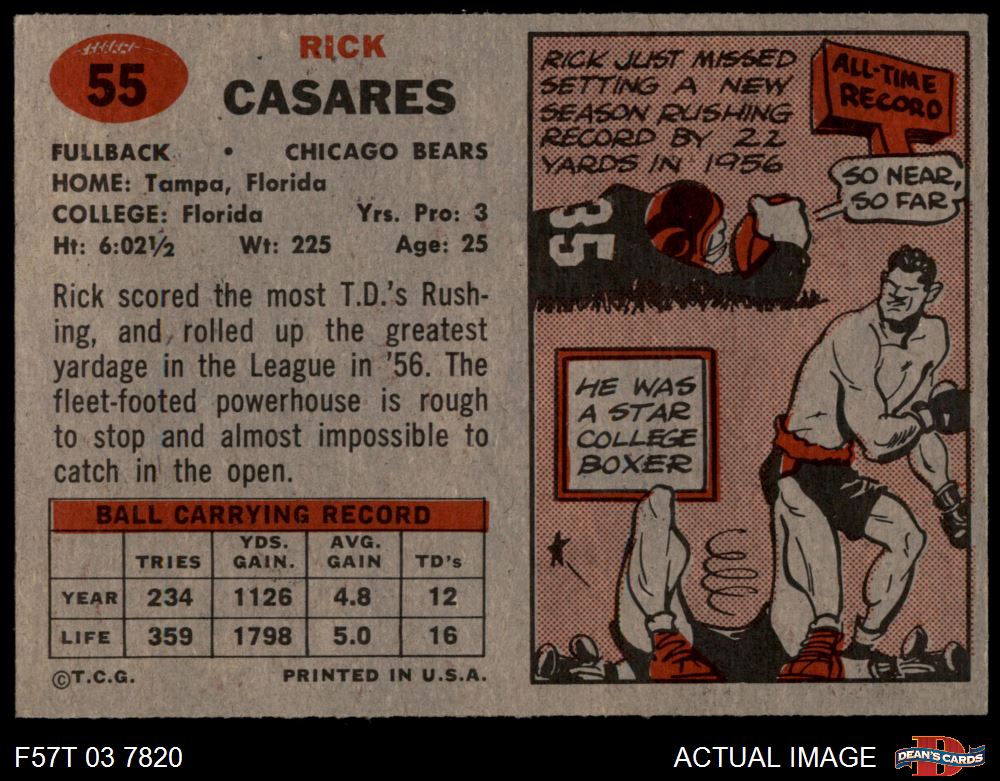 55
RICK
CASARES
FULLBACK • CHICAGO BEARS
HOME: Tampa, Florida
COLLEGE: Florida Yrs. Pro: 3
Ht: 6:02½ Wt: 225 Age: 25
Rick scored the most T.D.'s Rush-
ing, and rolled up the greatest
yardage in the League in '56. The
fleet-footed powerhouse is rough
to stop and almost impossible to
catch in the open.
BALL CARRYING RECORD
TRIES YDS. GAIN. AVG. GAIN TD's
YEAR 234 1126 4.8 12
LIFE 359 1798 5.0 16
©T.C.G. PRINTED IN U.S.A.
RICK JUST MISSED
SETTING A NEW
SEASON RUSHING
RECORD BY 22
YARDS IN 1956
ALL-TIME
RECORD
SO NEAR,
SO FAR
35
HE WAS
A STAR
COLLEGE
BOXER
F57T 03 7820 ACTUAL IMAGE
D
DEAN'S CARDS